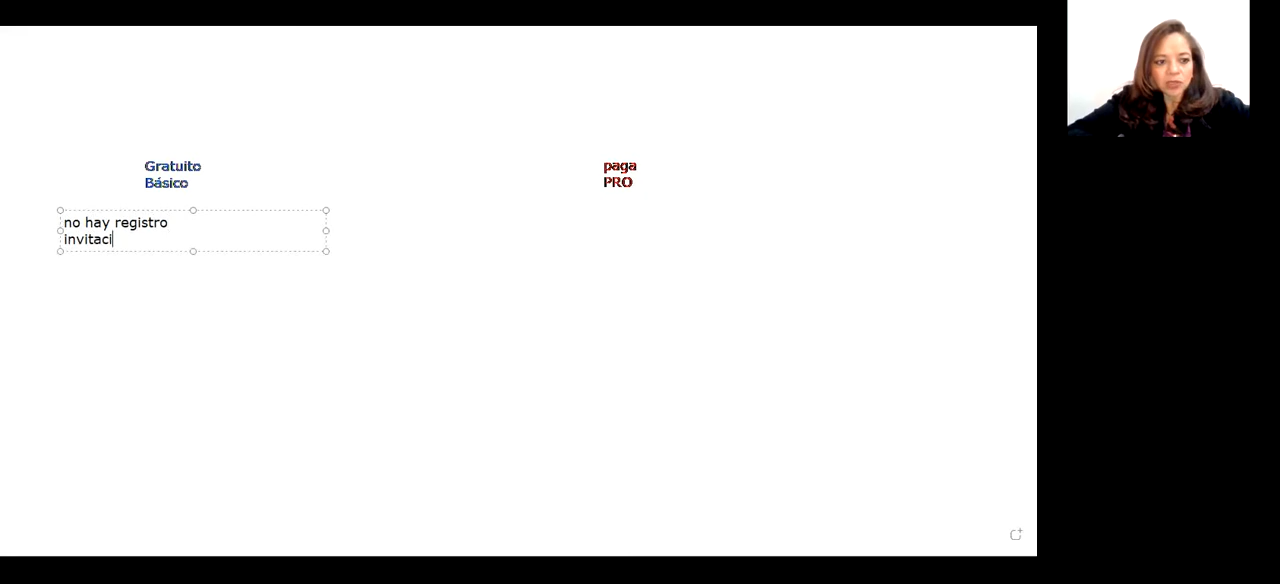 Gratuito
Básico
paga
PRO
no hay registro
invitaci